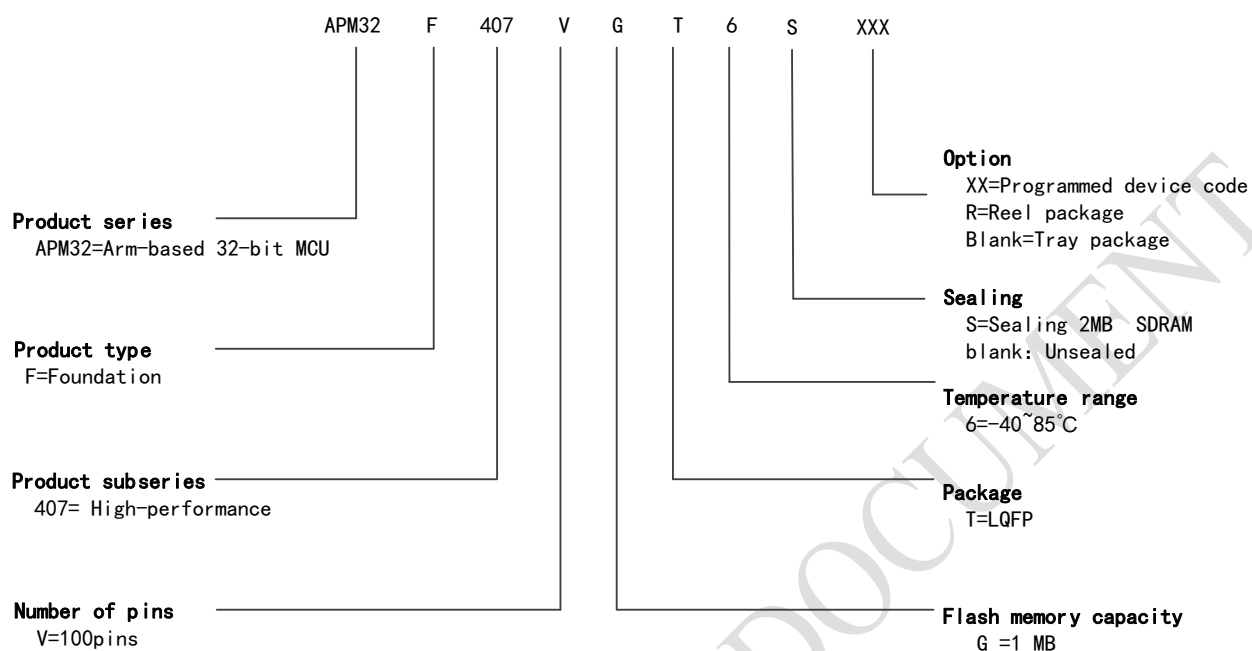 APM32 F 407 V G T 6 S XXX
Product series
APM32=Arm-based 32-bit MCU
Product type
F=Foundation
Product subseries
407= High-performance
Number of pins
V=100pins
Option
XX=Programmed device code
R=Reel package
Blank=Tray package
Sealing
S=Sealing 2MB SDRAM
blank: Unsealed
Temperature range
6=-40~85℃
Package
T=LQFP
Flash memory capacity
G =1 MB
DOCUMENT